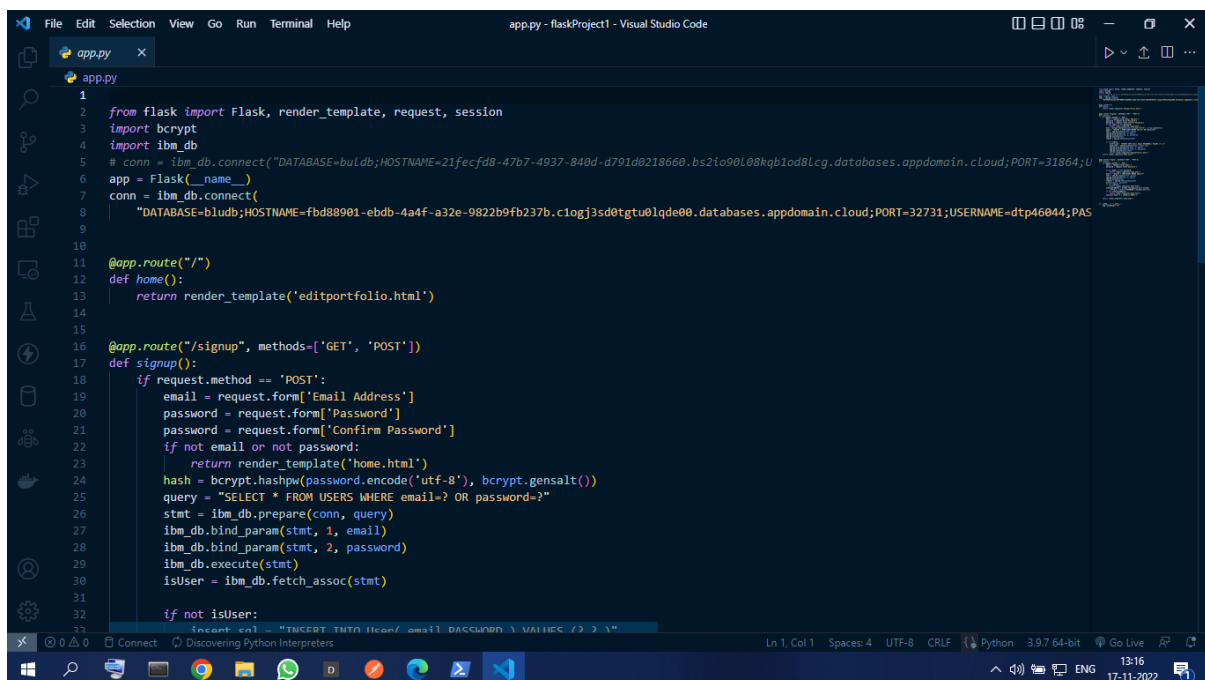 File Edit Selection View Go Run Terminal Help app.py - flaskProject1 - Visual Studio Code
app.py
app.py
1
2 from flask import Flask, render_template, request, session
3 import bcrypt
4 import ibm_db
5 # conn = ibm_db.connect("DATABASE=buldb;HOSTNAME=21fecfd8-47b7-4937-840d-d791d0218660.bs2io90l08kqb1od8lcg.databases.appdomain.cloud;PORT=31864;U
6 app = Flask(__name__)
7 conn = ibm_db.connect(
8 "DATABASE=bludb;HOSTNAME=fbd88901-ebdb-4a4f-a32e-9822b9fb237b.c1ogj3sd0tgtu0lqde00.databases.appdomain.cloud;PORT=32731;USERNAME=dtp46044;PAS
9
10
11 @app.route("/")
12 def home():
13 return render_template('editportfolio.html')
14
15
16 @app.route("/signup", methods=['GET', 'POST'])
17 def signup():
18 if request.method == 'POST':
19 email = request.form['Email Address']
20 password = request.form['Password']
21 password = request.form['Confirm Password']
22 if not email or not password:
23 return render_template('home.html')
24 hash = bcrypt.hashpw(password.encode('utf-8'), bcrypt.gensalt())
25 query = "SELECT * FROM USERS WHERE email=? OR password=?"
26 stmt = ibm_db.prepare(conn, query)
27 ibm_db.bind_param(stmt, 1, email)
28 ibm_db.bind_param(stmt, 2, password)
29 ibm_db.execute(stmt)
30 isUser = ibm_db.fetch_assoc(stmt)
31
32 if not isUser:
33 insert_sql = "INSERT INTO User( email PASSWORD ) VALUES (? ? )"
0 0 Connect Discovering Python Interpreters Ln 1, Col 1 Spaces: 4 UTF-8 CRLF Python 3.9.7 64-bit Go Live
ENG 13:16
17-11-2022